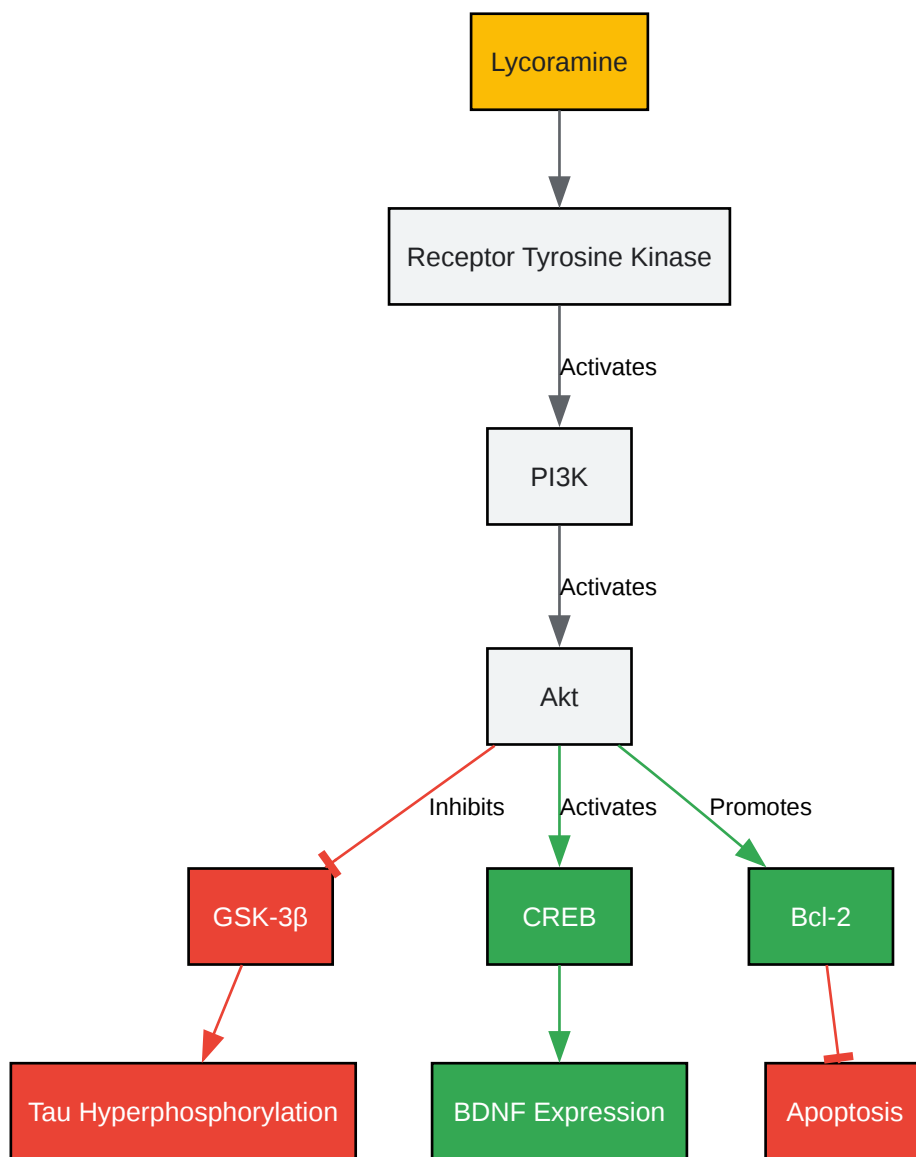 Lycoramine
Receptor Tyrosine Kinase
Activates
PI3K
Activates
Akt
Inhibits
Activates
Promotes
GSK-3β
CREB
Bcl-2
Tau Hyperphosphorylation
BDNF Expression
Apoptosis